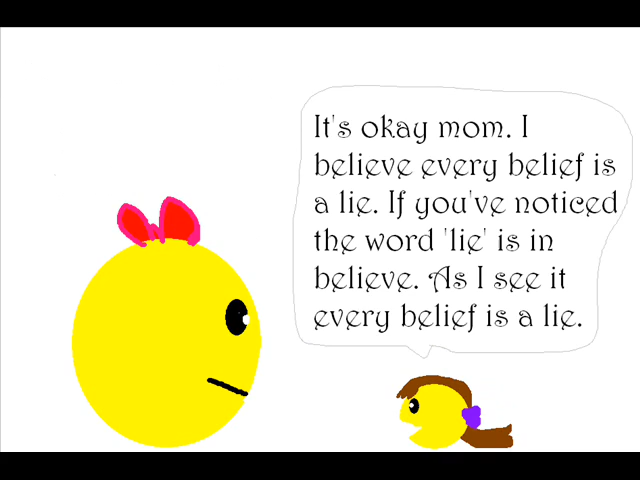 It's okay mom. I
believe every belief is
a lie. If you've noticed
the word 'lie' is in
believe. As I see it
every belief is a lie.